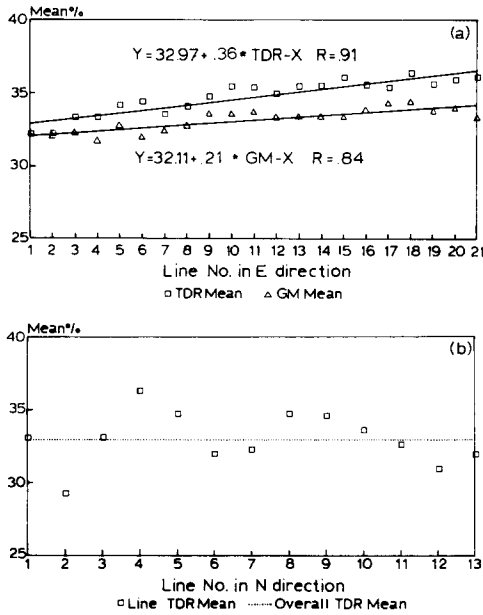 Mean%
40
(a)
Y=32.97+ .36* TDR-X R=.91
35
30
Y=32.11+.21 * GM-X R = .84
25
1 2 3 4 5 6 7 8 9 10 11 12 13 14 15 16 17 18 19 20 21
Line No. in E direction
□ TDR Mean △ GM Mean
Mean%
40
(b)
35
30
25
1 2 3 4 5 6 7 8 9 10 11 12 13
Line No. in N direction
□ Line TDR Mean ········ Overall TDR Mean